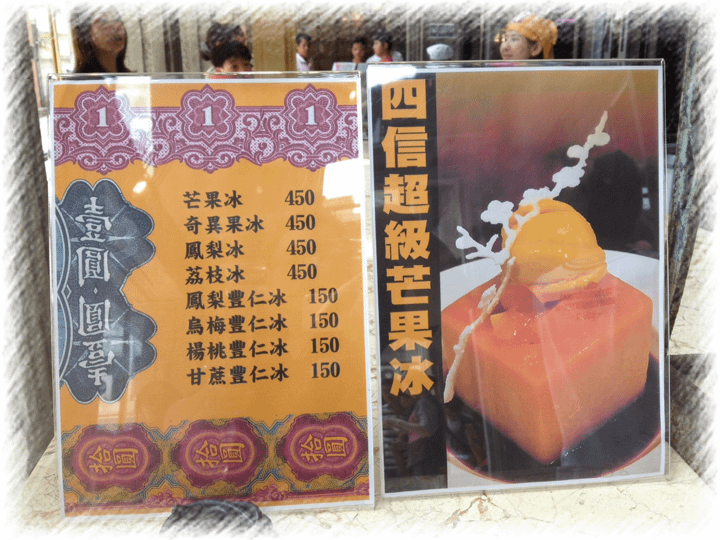 1 1 1
芒果冰 450
奇異果冰 450
鳳梨冰 450
荔枝冰 450
鳳梨豐仁冰 150
烏梅豐仁冰 150
楊桃豐仁冰 150
甘蔗豐仁冰 150
壹圓·圓壹
拾圓 拾圓 拾圓
四信超級芒果冰